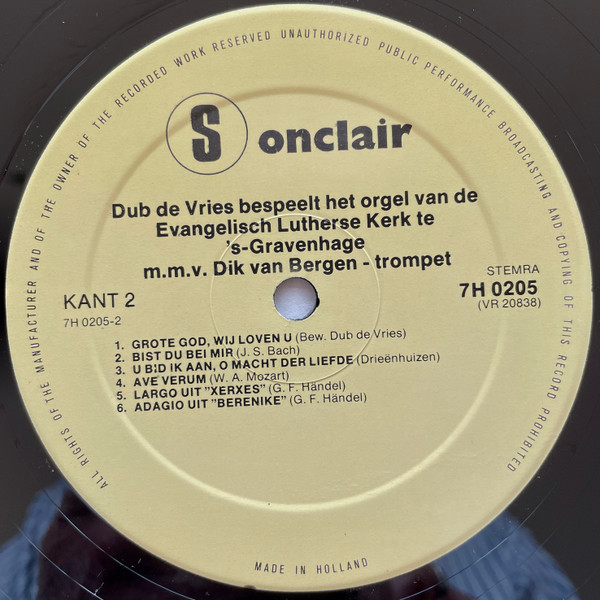 ALL RIGHTS OF THE MANUFACTURER AND OF THE OWNER OF THE RECORDED WORK RESERVED UNAUTHORIZED PUBLIC PERFORMANCE BROADCASTING AND COPYING OF THIS RECORD PROHIBITED
S onclair
Dub de Vries bespeelt het orgel van de
Evangelisch Lutherse Kerk te
's-Gravenhage
m.m.v. Dik van Bergen - trompet
STEMRA
KANT 2
7H 0205
(VR 20838)
7H 0205-2
1. GROTE GOD, WIJ LOVEN U (Bew. Dub de Vries)
2. BIST DU BEI MIR (J. S. Bach)
3. U BID IK AAN, O MACHT DER LIEFDE (Drieënhuizen)
4. AVE VERUM (W. A. Mozart)
5. LARGO UIT "XERXES" (G. F. Händel)
6. ADAGIO UIT "BERENIKE" (G. F. Händel)
MADE IN HOLLAND